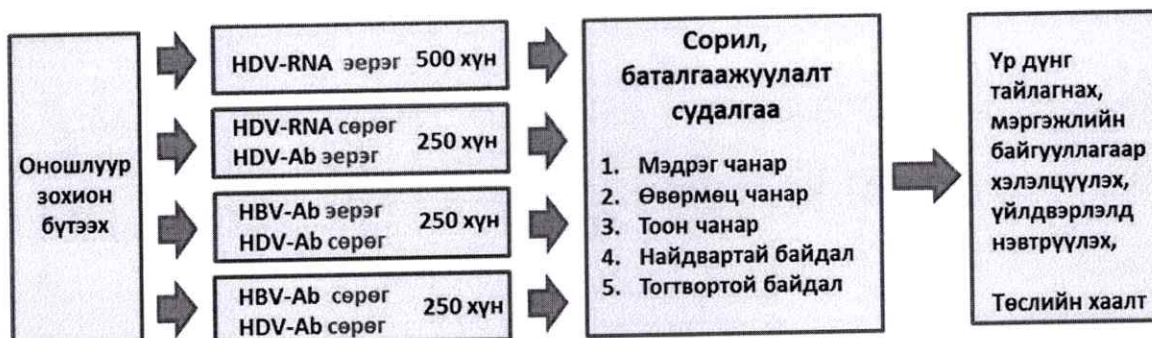 Оношлуур
зохион
бүтээх
HDV-RNA эерэг 500 хүн
HDV-RNA сөрөг
HDV-Ab эерэг
250 хүн
HBV-Ab эерэг
HDV-Ab сөрөг
250 хүн
HBV-Ab сөрөг
HDV-Ab сөрөг
250 хүн
Сорил,
баталгаажуулалт
судалгаа
1. Мэдрэг чанар
2. Өвөрмөц чанар
3. Тоон чанар
4. Найдвартай байдал
5. Тогтвортой байдал
Үр дүнг
тайлагнах,
мэргэжлийн
байгууллагаар
хэлэлцүүлэх,
үйлдвэрлэлд
нэвтрүүлэх,
Төслийн хаалт